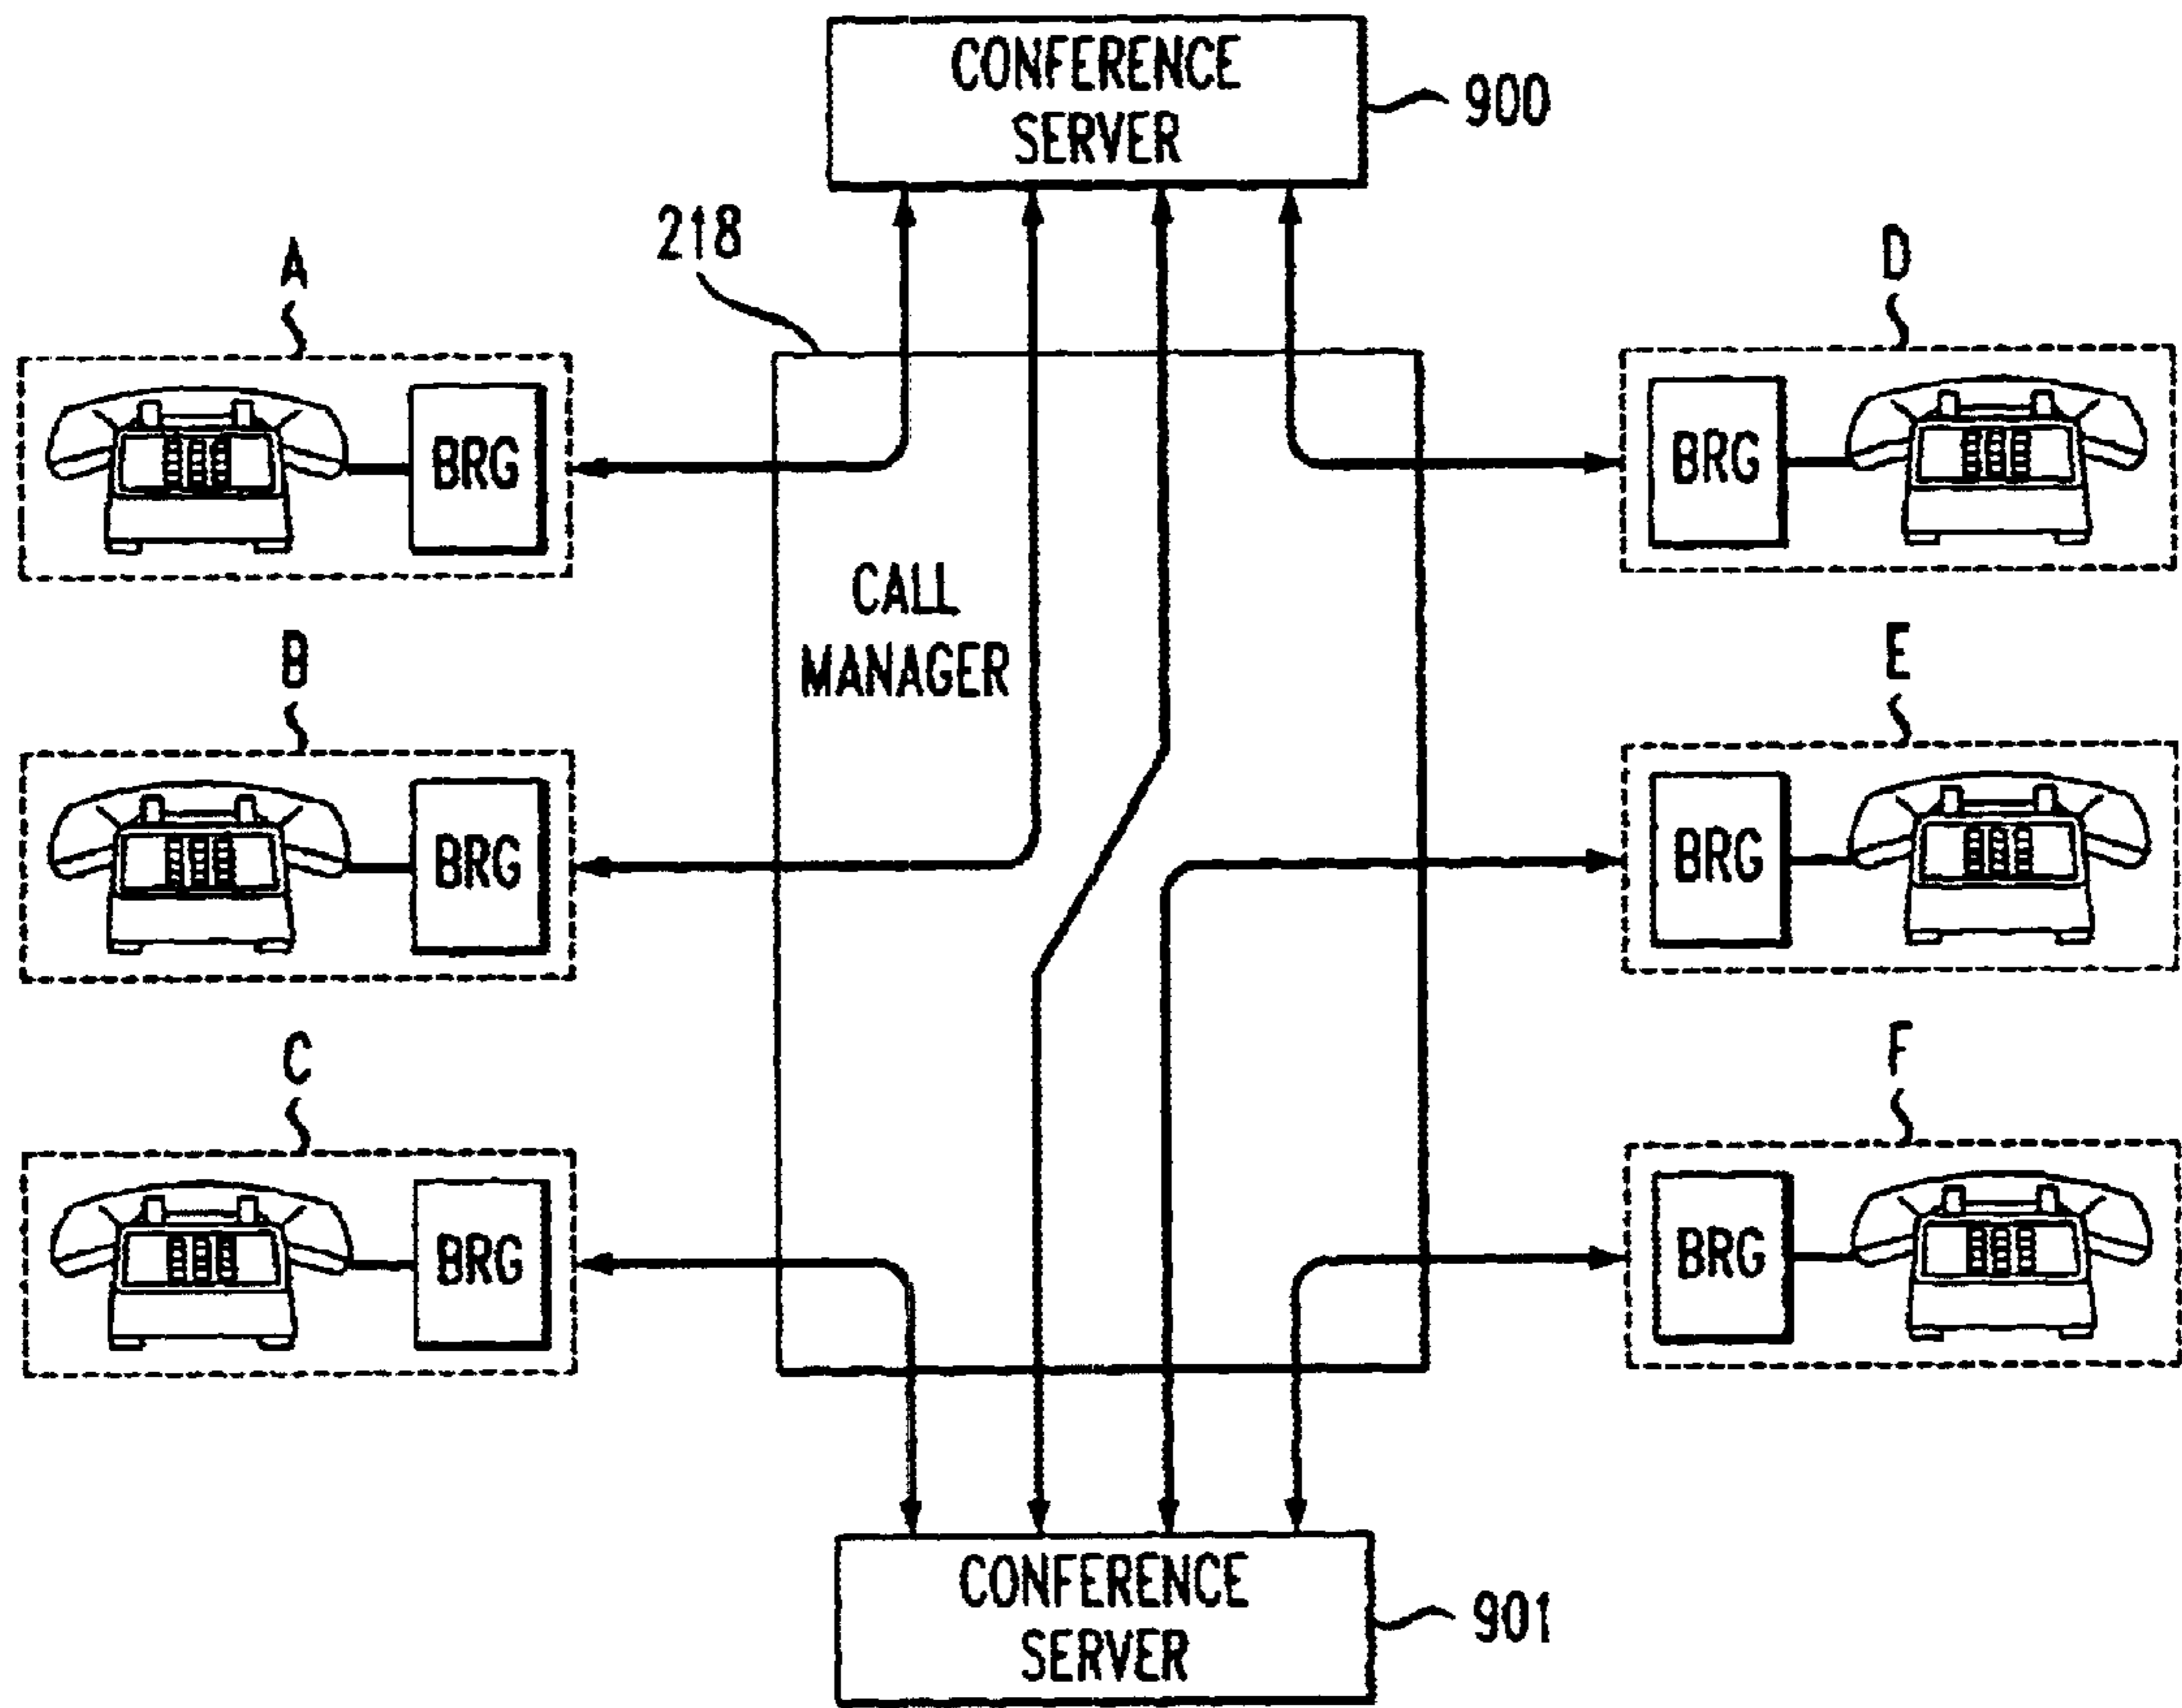 CONFERENCE
SERVER
900
218
A
D
BRG
BRG
CALL
MANAGER
B
E
BRG
BRG
C
F
BRG
BRG
CONFERENCE
SERVER
901